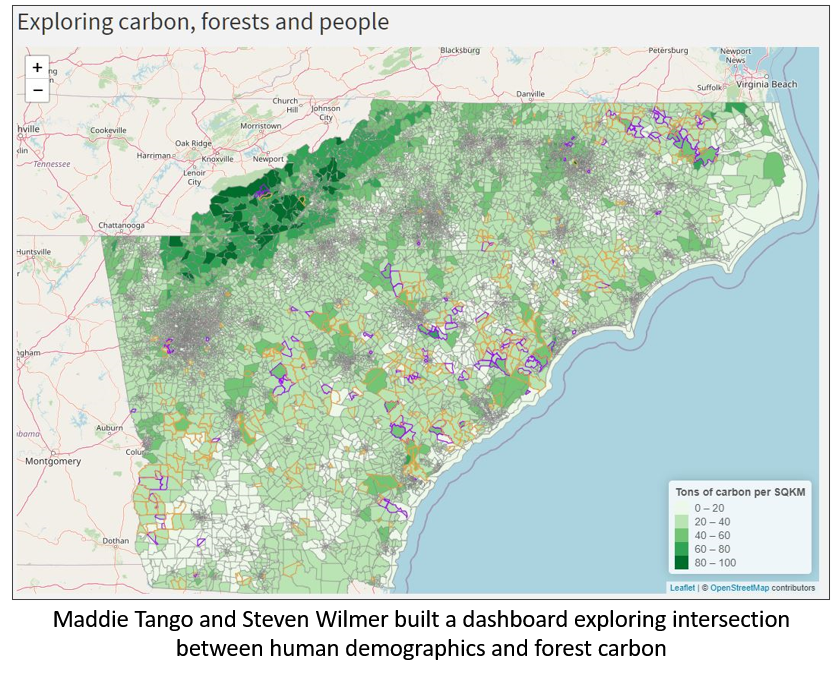 Exploring carbon, forests and people
+
−
Blacksburg
Petersburg
Newport
News
Virginia Beach
Suffolk
Danville
Church
Hill
Johnson
City
Morristown
hville
Cookeville
Oak Ridge
klin
Harriman
Knoxville
Newport
Tennessee
Lenoir
City
Chattanooga
Huntsville
ngham
Auburn
bama
Colu
Montgomery
Dothan
Tons of carbon per SQKM
0 – 20
20 – 40
40 – 60
60 – 80
80 – 100
Leaflet | © OpenStreetMap contributors
Maddie Tango and Steven Wilmer built a dashboard exploring intersection
between human demographics and forest carbon